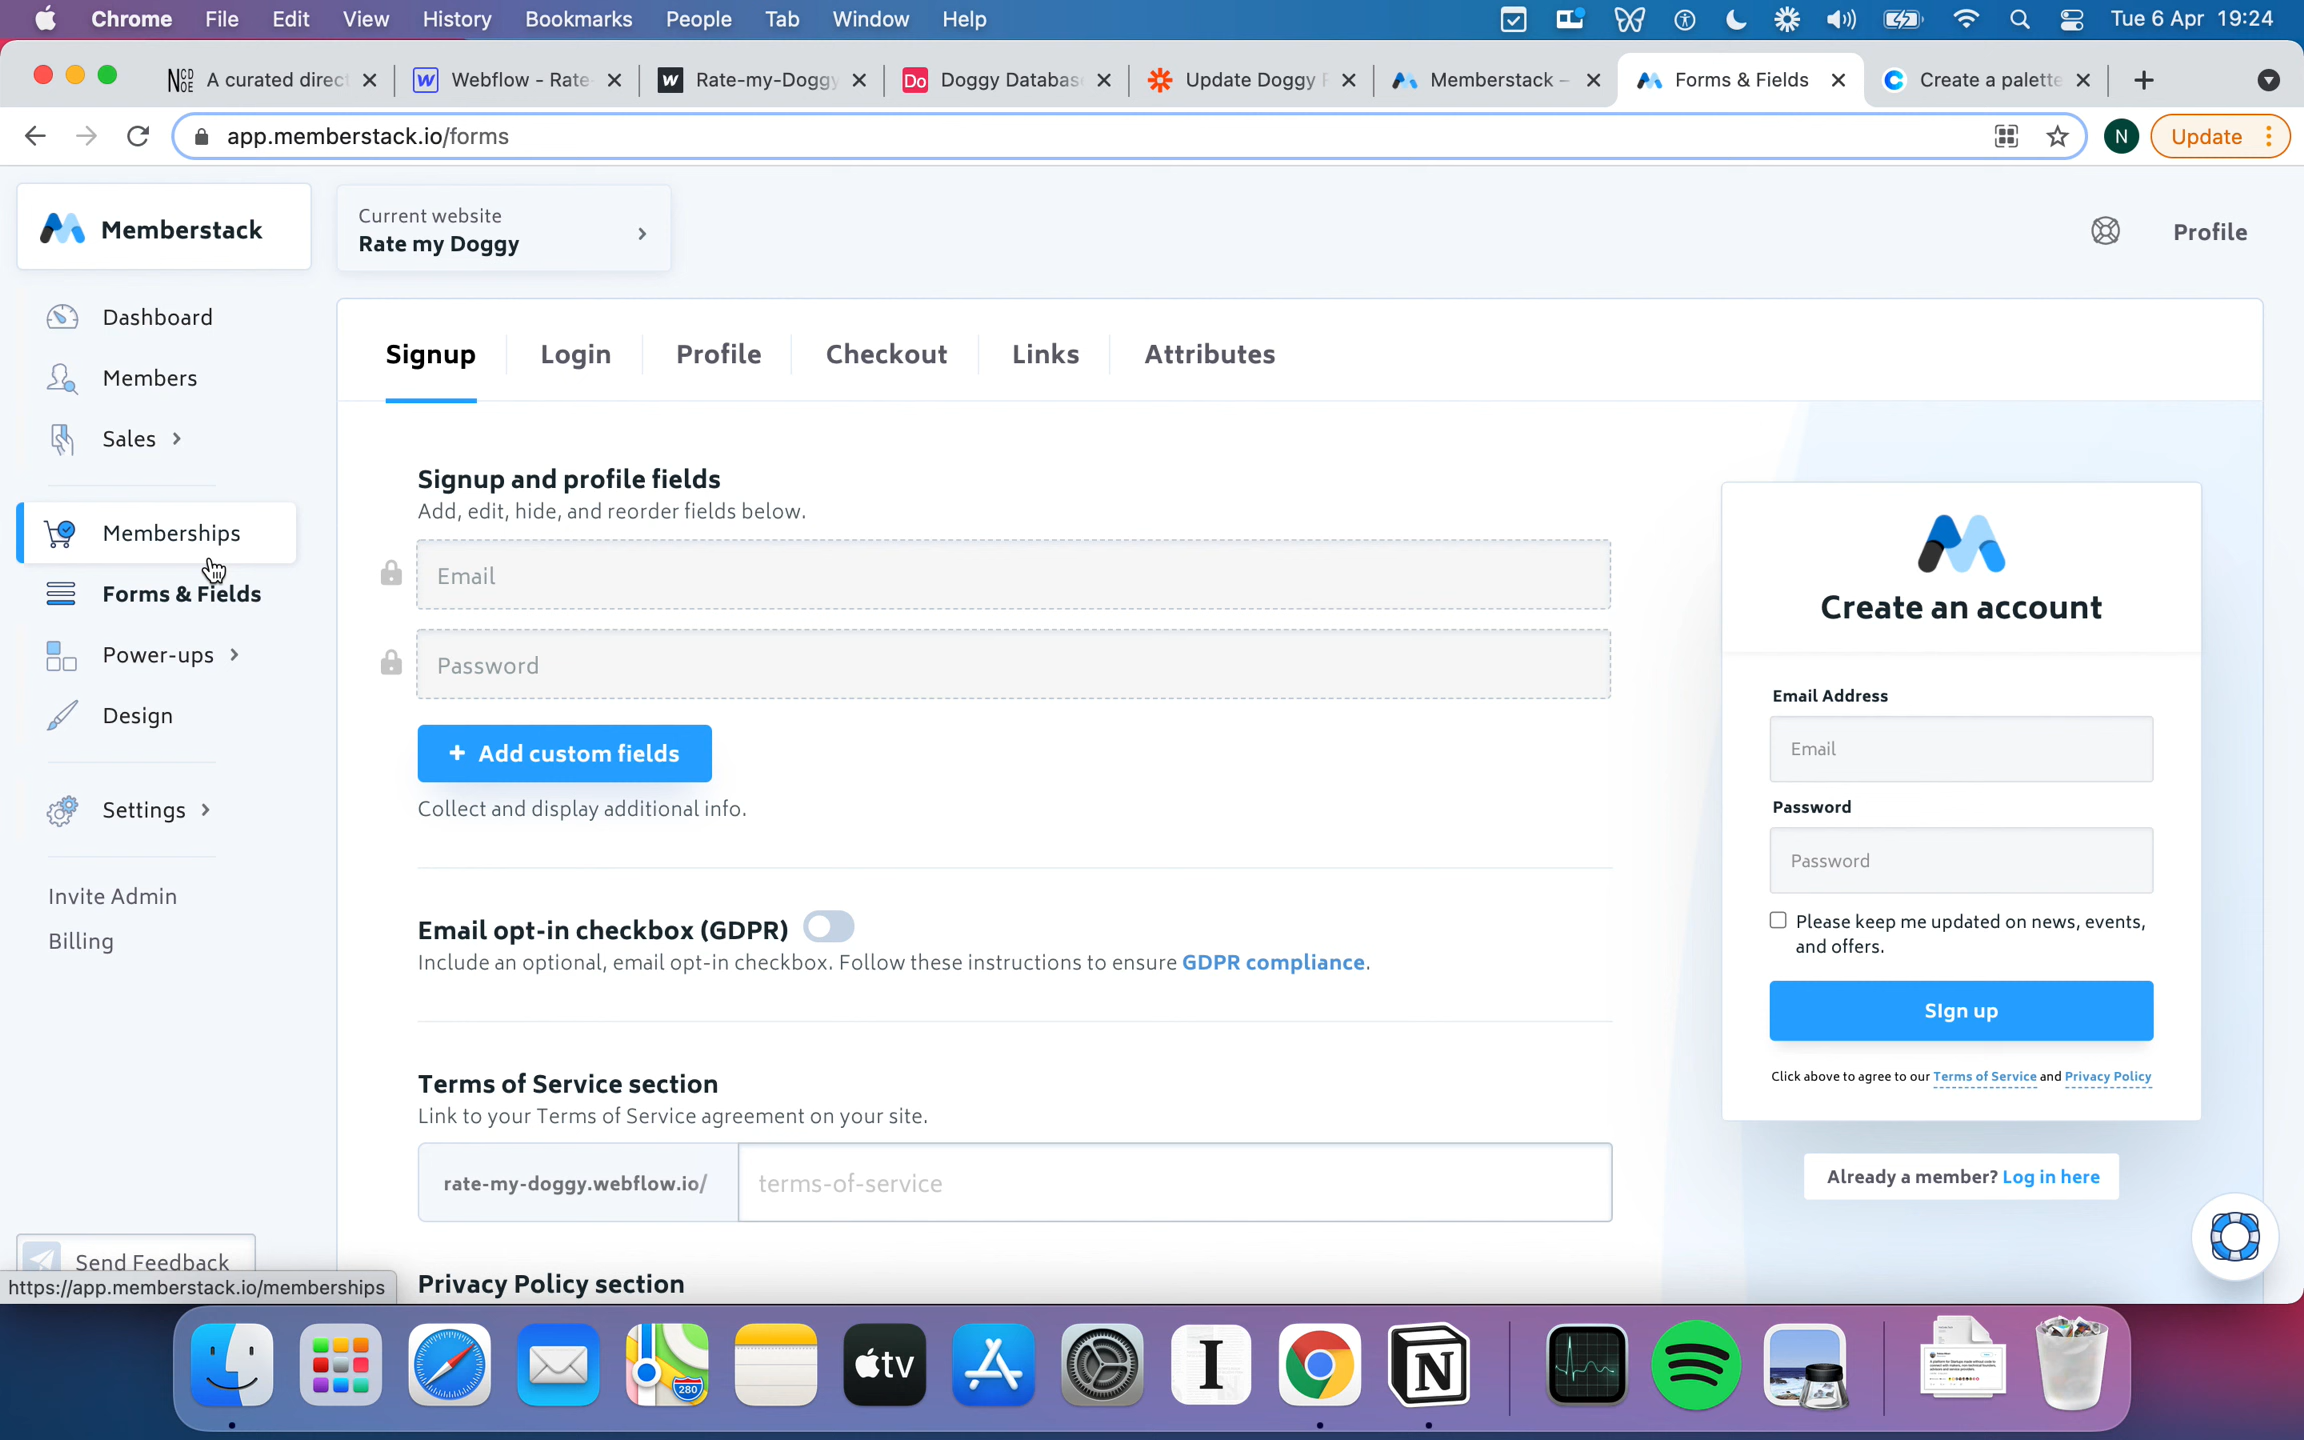 Chrome File Edit View History Bookmarks People Tab Window Help Tue 6 Apr 19:24
NCD NOE A curated direct Webflow - Rate- Rate-my-Doggy Do Doggy Database Update Doggy Memberstack – Forms & Fields Create a palette
app.memberstack.io/forms N Update
Memberstack
Current website
Rate my Doggy
Profile
Dashboard
Members
Sales
Memberships
Forms & Fields
Power-ups
Design
Settings
Invite Admin
Billing
Send Feedback
https://app.memberstack.io/memberships
Signup Login Profile Checkout Links Attributes
Signup and profile fields
Add, edit, hide, and reorder fields below.
Email
Password
+ Add custom fields
Collect and display additional info.
Email opt-in checkbox (GDPR)
Include an optional, email opt-in checkbox. Follow these instructions to ensure GDPR compliance.
Terms of Service section
Link to your Terms of Service agreement on your site.
rate-my-doggy.webflow.io/ terms-of-service
Privacy Policy section
Create an account
Email Address
Email
Password
Password
Please keep me updated on news, events,
and offers.
SIgn up
Click above to agree to our Terms of Service and Privacy Policy
Already a member? Log in here
280
tv
I
N